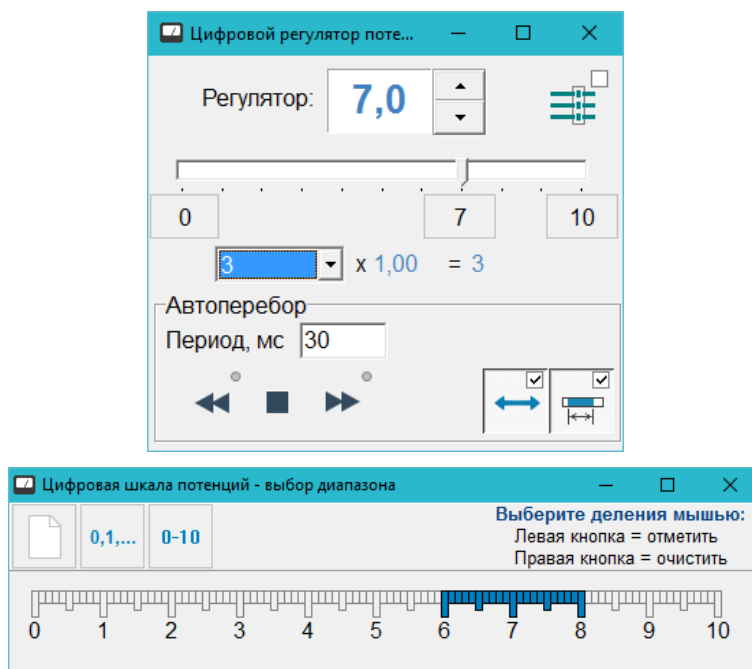 Цифровой регулятор поте...
Регулятор: 7,0
0 7 10
3 x 1,00 = 3
Автоперебор
Период, мс 30
Цифровая шкала потенций - выбор диапазона
0,1,... 0-10
Выберите деления мышью:
Левая кнопка = отметить
Правая кнопка = очистить
0 1 2 3 4 5 6 7 8 9 10